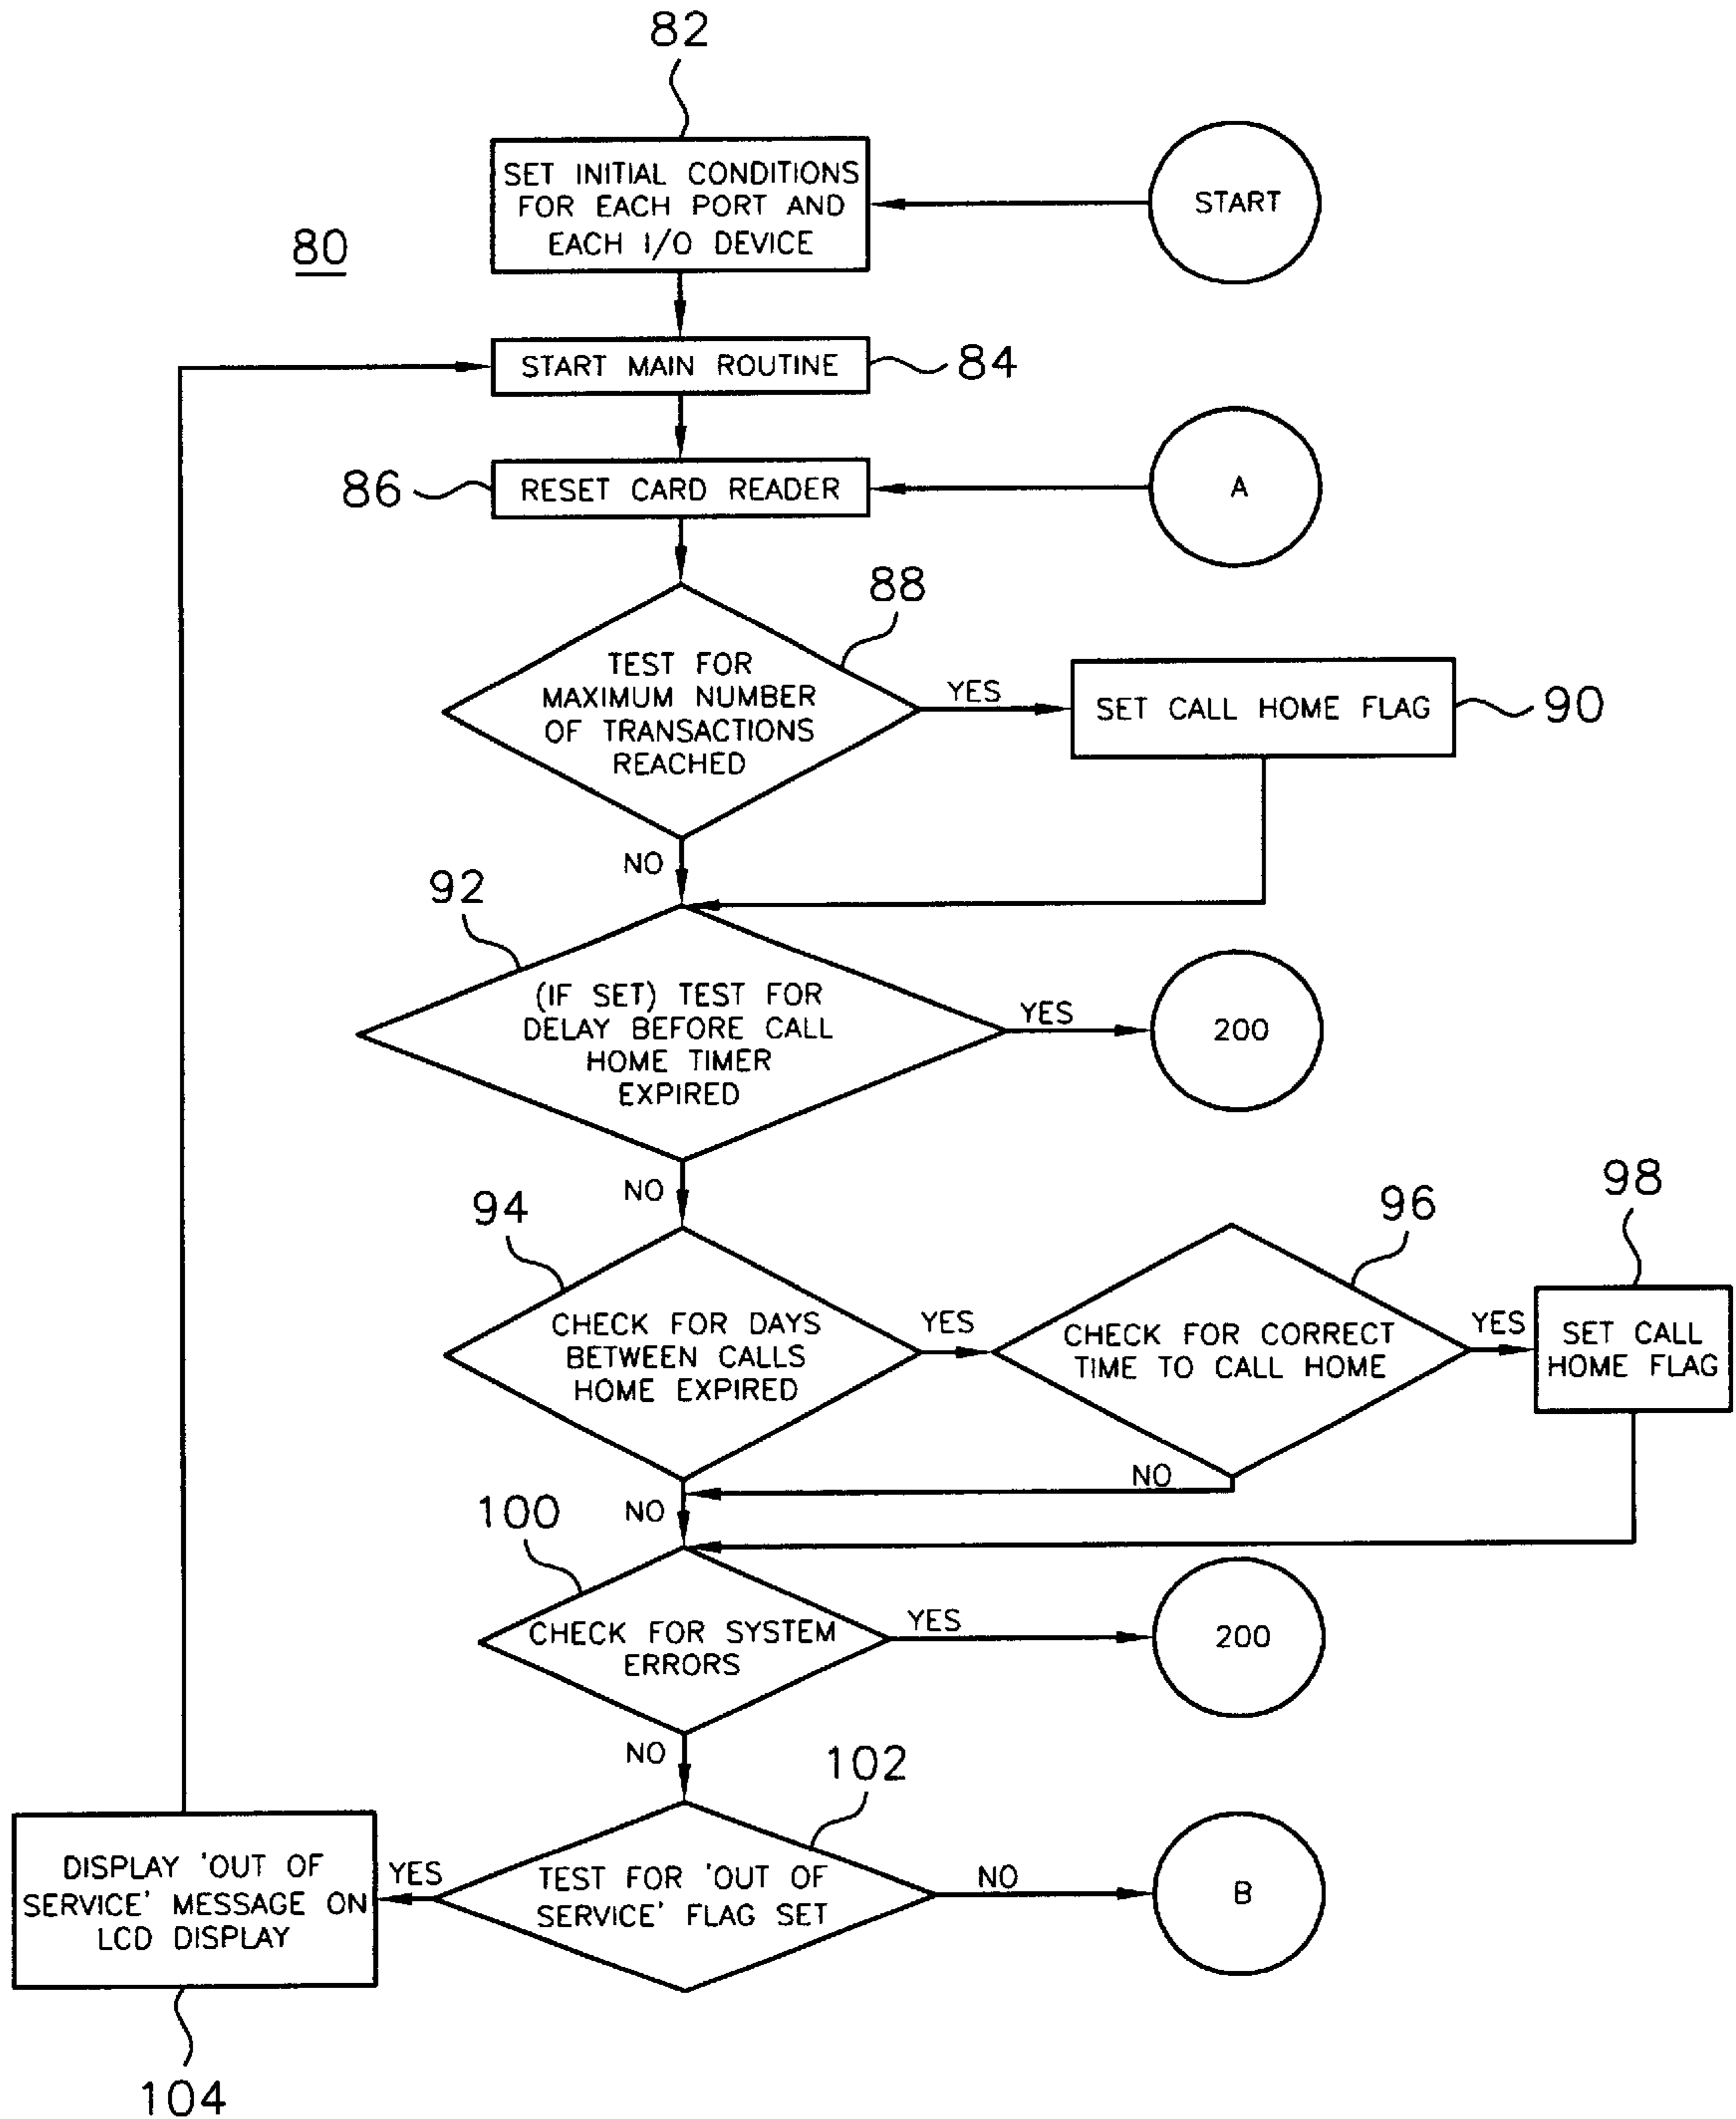 82
SET INITIAL CONDITIONS
FOR EACH PORT AND
EACH I/O DEVICE
START
80
START MAIN ROUTINE
84
86
RESET CARD READER
A
88
TEST FOR
MAXIMUM NUMBER
OF TRANSACTIONS
REACHED
YES
SET CALL HOME FLAG
90
NO
92
(IF SET) TEST FOR
DELAY BEFORE CALL
HOME TIMER
EXPIRED
YES
200
NO
94
CHECK FOR DAYS
BETWEEN CALLS
HOME EXPIRED
YES
96
CHECK FOR CORRECT
TIME TO CALL HOME
YES
98
SET CALL
HOME FLAG
NO
NO
100
CHECK FOR SYSTEM
ERRORS
YES
200
NO
102
TEST FOR 'OUT OF
SERVICE' FLAG SET
YES
NO
B
DISPLAY 'OUT OF
SERVICE' MESSAGE ON
LCD DISPLAY
104